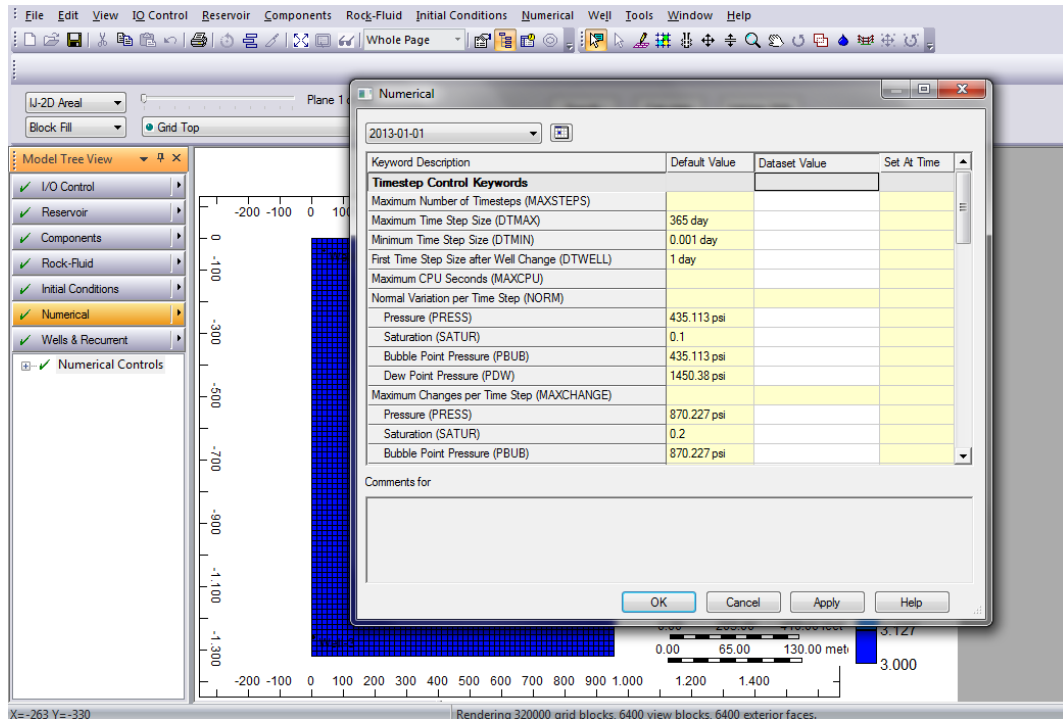 File Edit View IO Control Reservoir Components Rock-Fluid Initial Conditions Numerical Well Tools Window Help
Whole Page
IJ-2D Areal Plane 1
Block Fill Grid Top
Model Tree View
I/O Control
Reservoir
Components
Rock-Fluid
Initial Conditions
Numerical
Wells & Recurrent
Numerical Controls
-200 -100 0
0
-100
-300
-500
-700
-900
-1.100
-1.300
Numerical
2013-01-01
Keyword Description Default Value Dataset Value Set At Time
Timestep Control Keywords
Maximum Number of Timesteps (MAXSTEPS)
Maximum Time Step Size (DTMAX) 365 day
Minimum Time Step Size (DTMIN) 0.001 day
First Time Step Size after Well Change (DTWELL) 1 day
Maximum CPU Seconds (MAXCPU)
Normal Variation per Time Step (NORM)
Pressure (PRESS) 435.113 psi
Saturation (SATUR) 0.1
Bubble Point Pressure (PBUB) 435.113 psi
Dew Point Pressure (PDW) 1450.38 psi
Maximum Changes per Time Step (MAXCHANGE)
Pressure (PRESS) 870.227 psi
Saturation (SATUR) 0.2
Bubble Point Pressure (PBUB) 870.227 psi
Comments for
OK Cancel Apply Help
3.127
0.00 65.00 130.00
3.000
-200 -100 0 100 200 300 400 500 600 700 800 900 1.000 1.200 1.400
X=-263 Y=-330 Rendering 320000 grid blocks, 6400 view blocks, 6400 exterior faces.